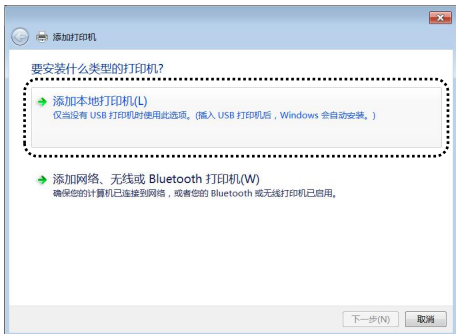 添加打印机
要安装什么类型的打印机?
添加本地打印机(L)
仅当没有 USB 打印机时使用此选项。(插入 USB 打印机后，Windows 会自动安装。)
添加网络、无线或 Bluetooth 打印机(W)
确保您的计算机已连接到网络，或者您的 Bluetooth 或无线打印机已启用。
下一步(N) 取消